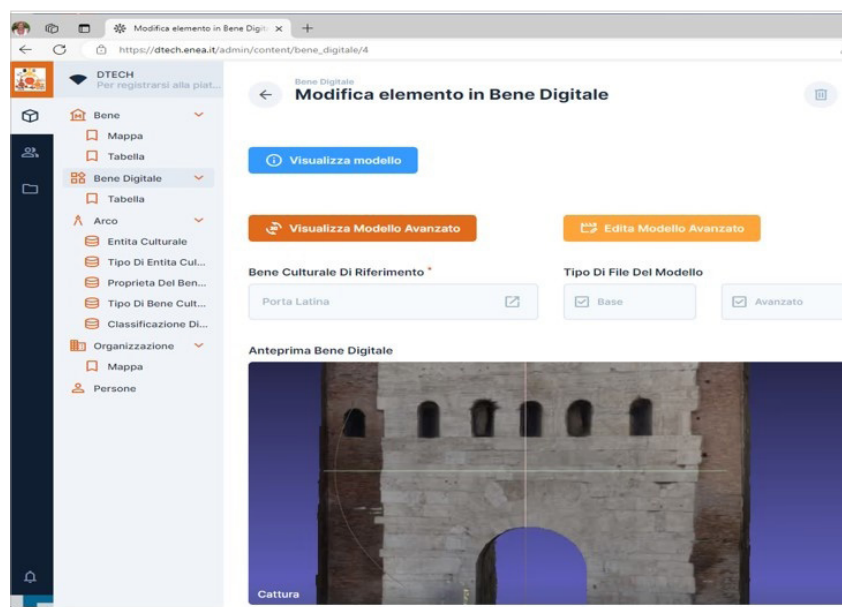 Modifica elemento in Bene Digit
https://dtech.enea.it/admin/content/bene_digitale/4
DTECH
Per registrarsi alla piat...
Bene
Mappa
Tabella
Bene Digitale
Tabella
Arco
Entita Culturale
Tipo Di Entita Cul...
Proprieta Del Ben...
Tipo Di Bene Cult...
Classificazione Di...
Organizzazione
Mappa
Persone
Bene Digitale
Modifica elemento in Bene Digitale
Visualizza modello
Visualizza Modello Avanzato
Edita Modello Avanzato
Bene Culturale Di Riferimento *
Tipo Di File Del Modello
Porta Latina
Base
Avanzato
Anteprima Bene Digitale
Cattura